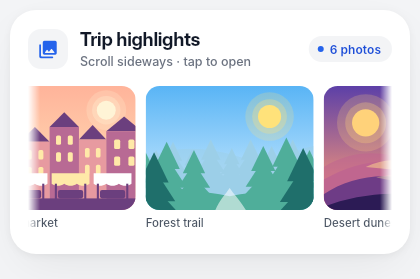 Trip highlights
Scroll sideways · tap to open
6 photos
arket
Forest trail
Desert dune